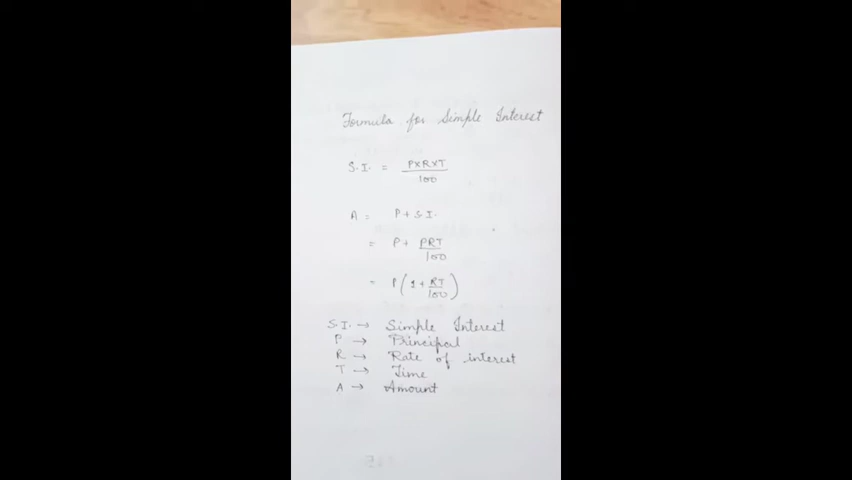 Formula for Simple Interest
S.I. = P×R×T/100
A = P + S.I.
= P + PRT/100
= P(1 + RT/100)
S.I. → Simple Interest
P → Principal
R → Rate of interest
T → Time
A → Amount